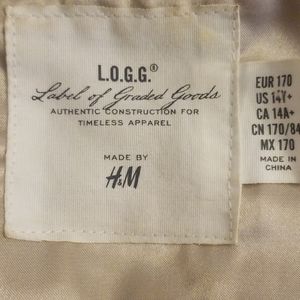 L.O.G.G.®
Label of Graded Goods
AUTHENTIC CONSTRUCTION FOR
TIMELESS APPAREL
MADE BY
H&M
EUR 170
US 14Y+
CA 14A+
CN 170/84
MX 170
MADE IN
CHINA